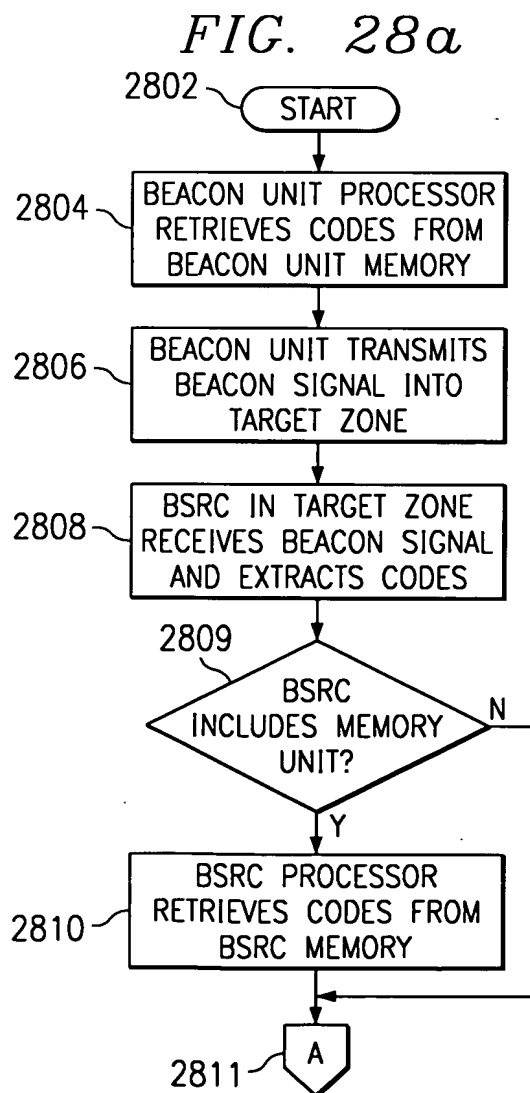 FIG. 28a
2802
START
2804
BEACON UNIT PROCESSOR
RETRIEVES CODES FROM
BEACON UNIT MEMORY
2806
BEACON UNIT TRANSMITS
BEACON SIGNAL INTO
TARGET ZONE
2808
BSRC IN TARGET ZONE
RECEIVES BEACON SIGNAL
AND EXTRACTS CODES
2809
BSRC
INCLUDES MEMORY
UNIT?
N
Y
2810
BSRC PROCESSOR
RETRIEVES CODES FROM
BSRC MEMORY
A
2811